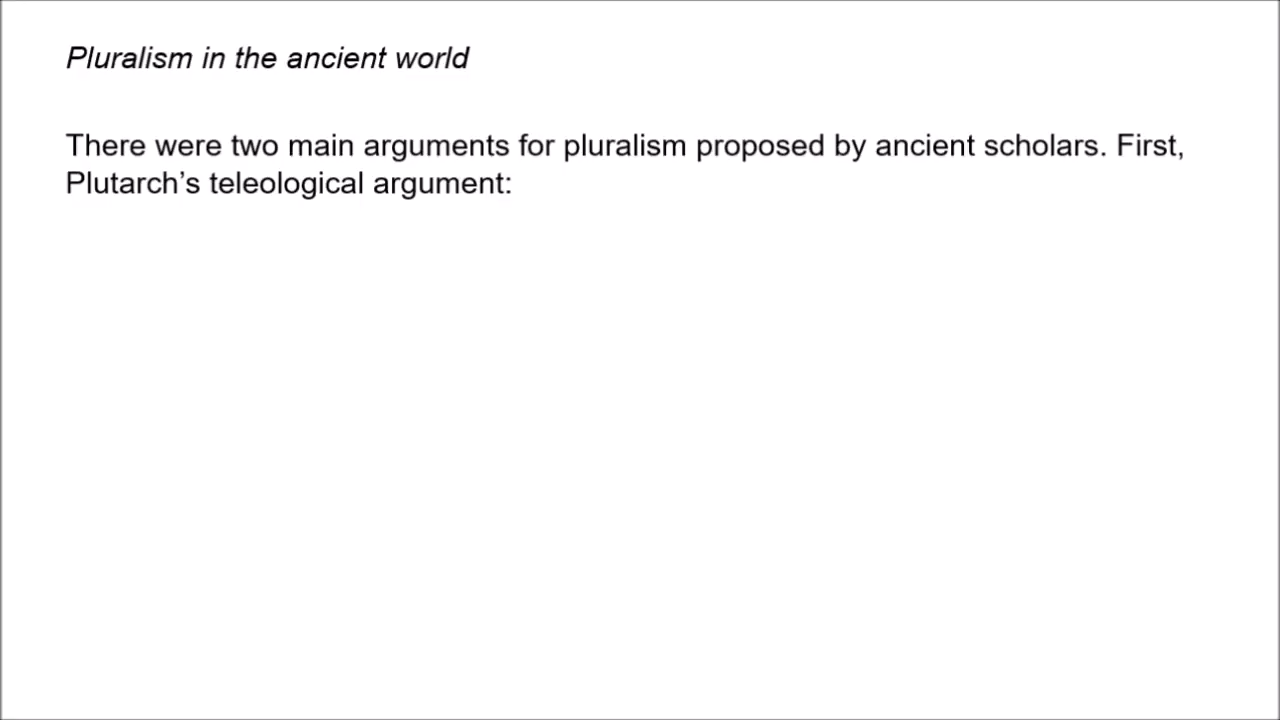 Pluralism in the ancient world
There were two main arguments for pluralism proposed by ancient scholars. First,
Plutarch’s teleological argument: